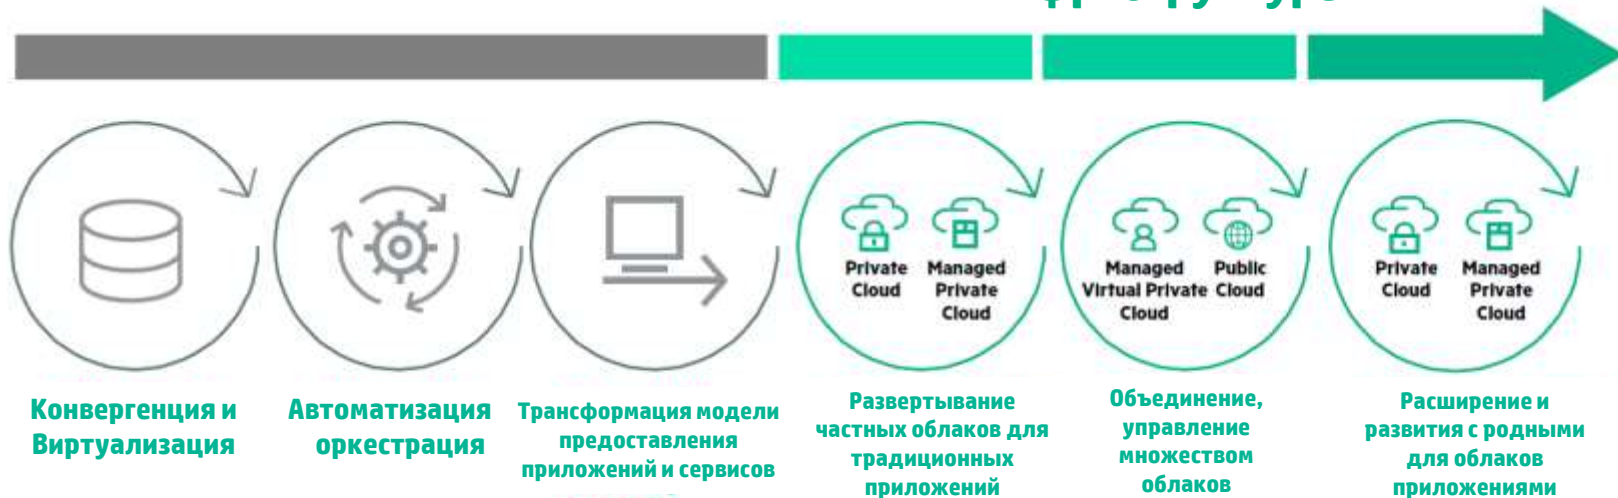 Private
Cloud
Managed
Private
Cloud
Managed
Virtual Private
Cloud
Public
Cloud
Private
Cloud
Managed
Private
Cloud
Конвергенция и
Виртуализация
Автоматизация
оркестрация
Трансформация модели
предоставления
приложений и сервисов
Развертывание
частных облаков для
традиционных
приложений
Объединение,
управление
множеством
облаков
Расширение и
развития с родными
для облаков
приложениями